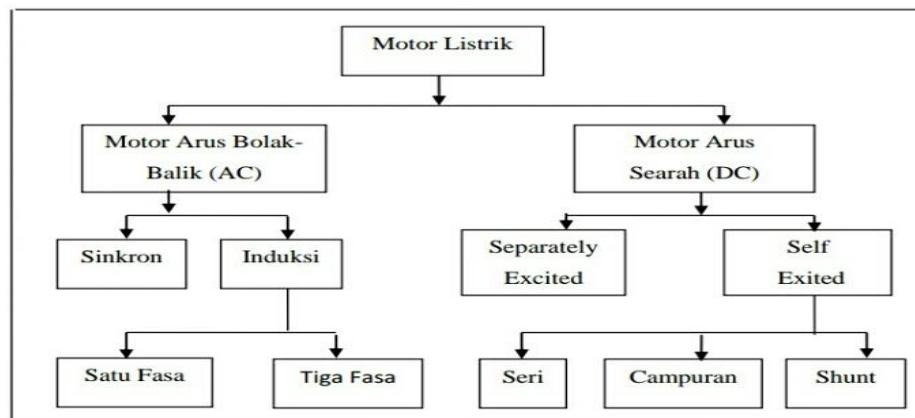 Motor Listrik
Motor Arus Bolak-
Balik (AC)
Motor Arus
Searah (DC)
Sinkron
Induksi
Separately
Excited
Self
Exited
Satu Fasa
Tiga Fasa
Seri
Campuran
Shunt